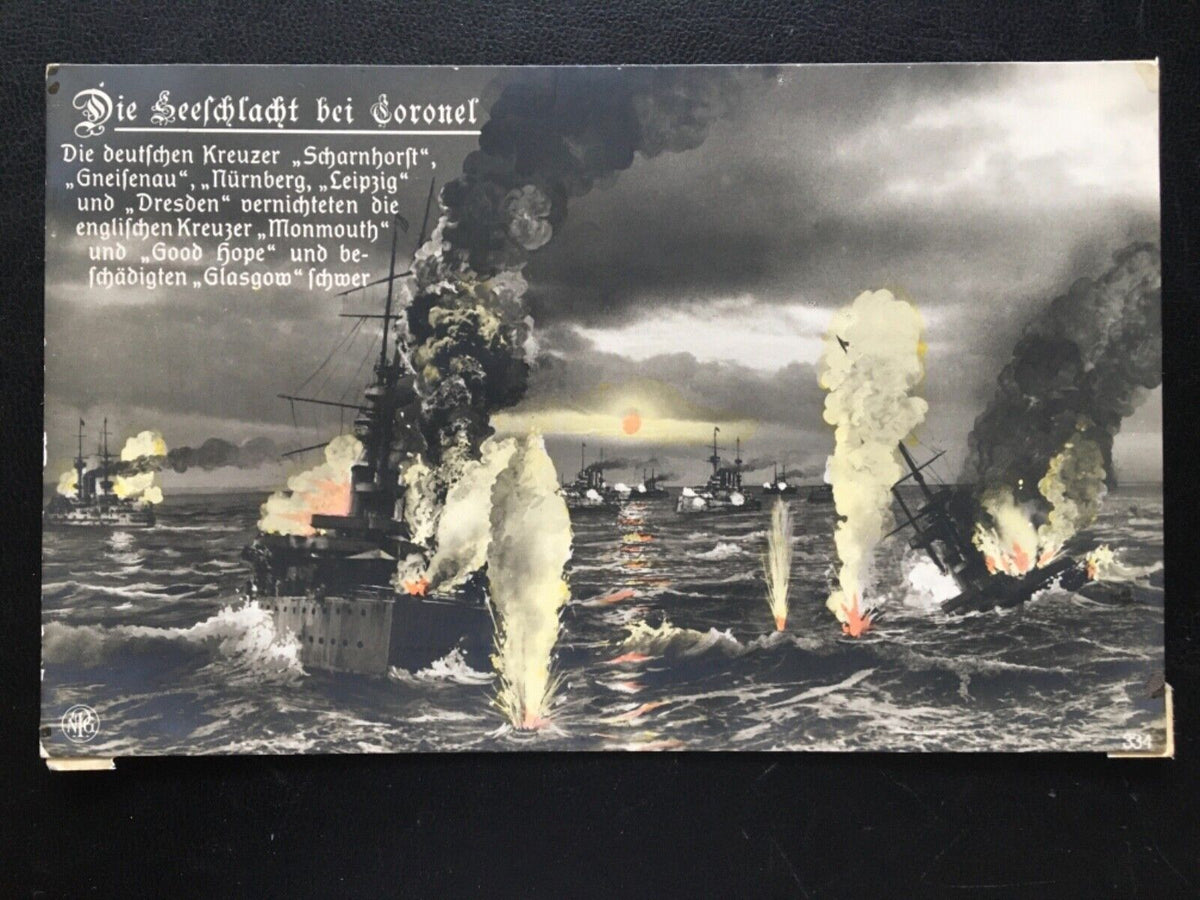 Die Seeſchlacht bei Coronel
Die deutſchen Kreuzer „Scharnhorſt“,
„Gneiſenau“, „Nürnberg, „Leipzig“
und „Dresden“ vernichteten die
engliſchen Kreuzer „Monmouth“
und „Good Hope“ und be-
ſchädigten „Glasgow“ ſchwer
NPG
334